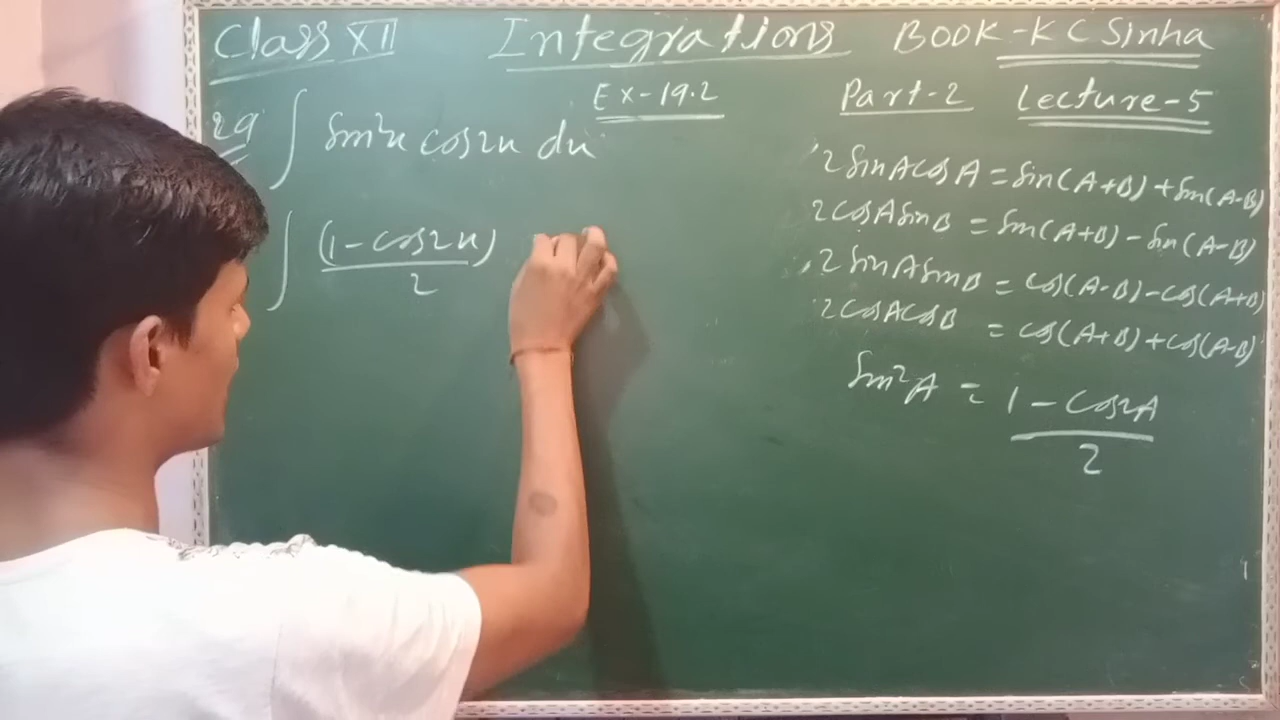 Class XII Integrations BOOK - K C Sinha
Ex-19.2 Part-2 Lecture-5
29 ∫ Sin²x cos2x dx
∫ (1 - cos2x)/2
2 SinA cosA = Sin(A+B) + Sin(A-B)
2 cosA sinB = Sin(A+B) - Sin(A-B)
2 SinA SinB = cos(A-B) - cos(A+B)
2 cosA cosB = cos(A+B) + cos(A-B)
Sin²A = 1 - cos2A
2